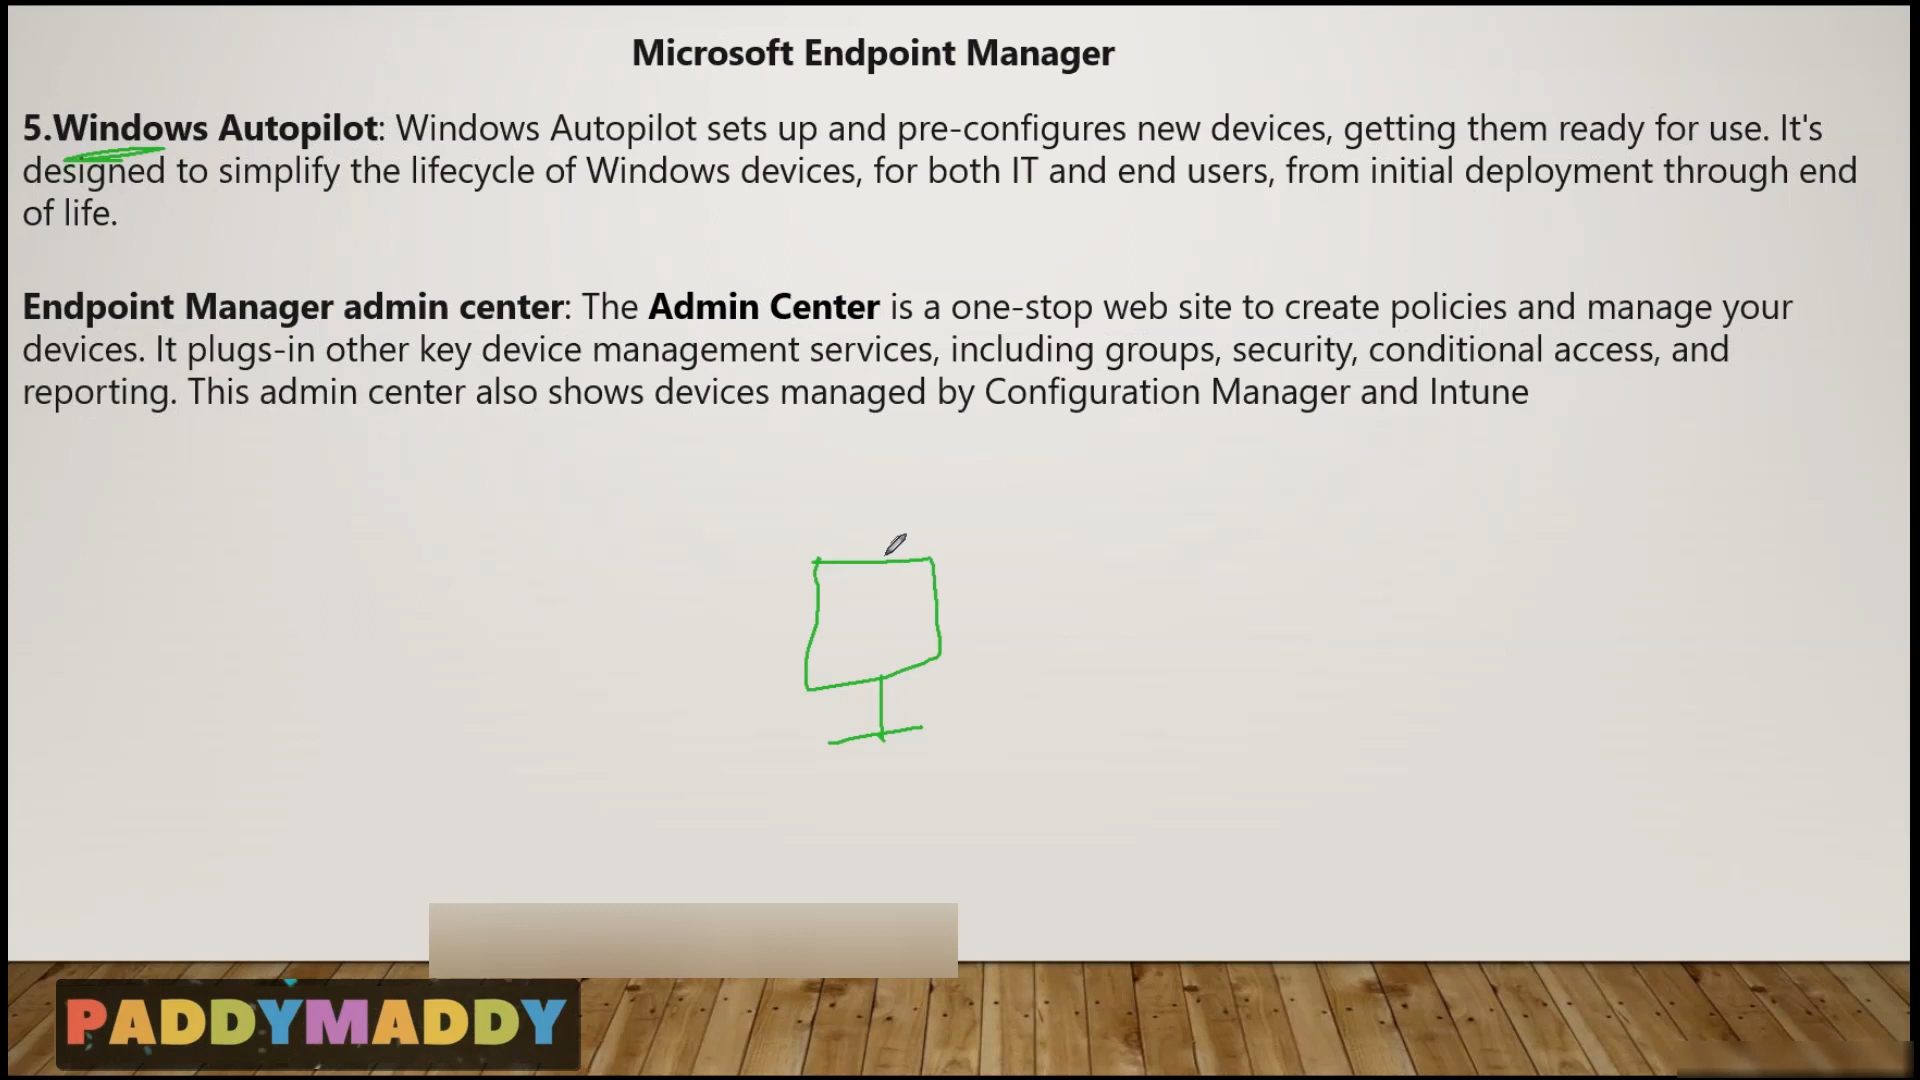 Microsoft Endpoint Manager
5.Windows Autopilot: Windows Autopilot sets up and pre-configures new devices, getting them ready for use. It's
designed to simplify the lifecycle of Windows devices, for both IT and end users, from initial deployment through end
of life.
Endpoint Manager admin center: The Admin Center is a one-stop web site to create policies and manage your
devices. It plugs-in other key device management services, including groups, security, conditional access, and
reporting. This admin center also shows devices managed by Configuration Manager and Intune
PADDYMADDY